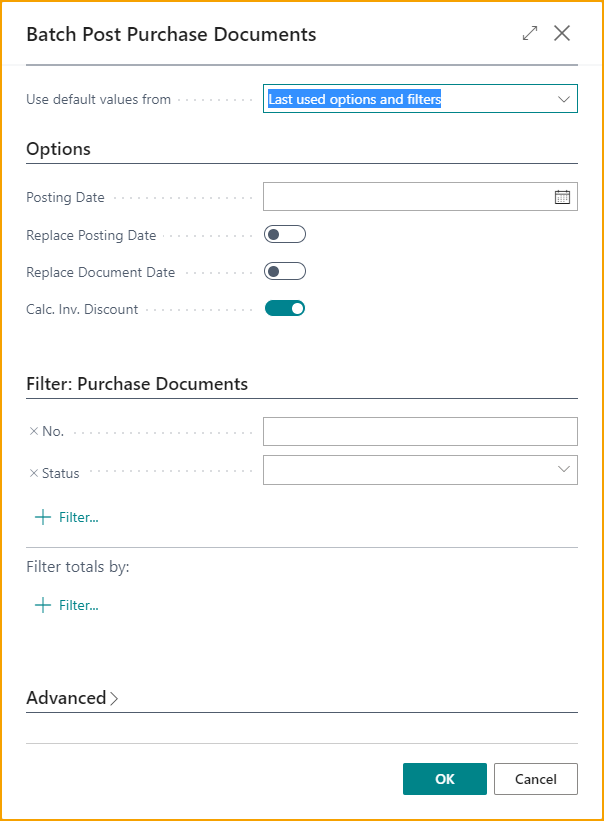 Batch Post Purchase Documents
Use default values from
Last used options and filters
Options
Posting Date
Replace Posting Date
Replace Document Date
Calc. Inv. Discount
Filter: Purchase Documents
× No.
× Status
+ Filter...
Filter totals by:
+ Filter...
Advanced >
OK Cancel